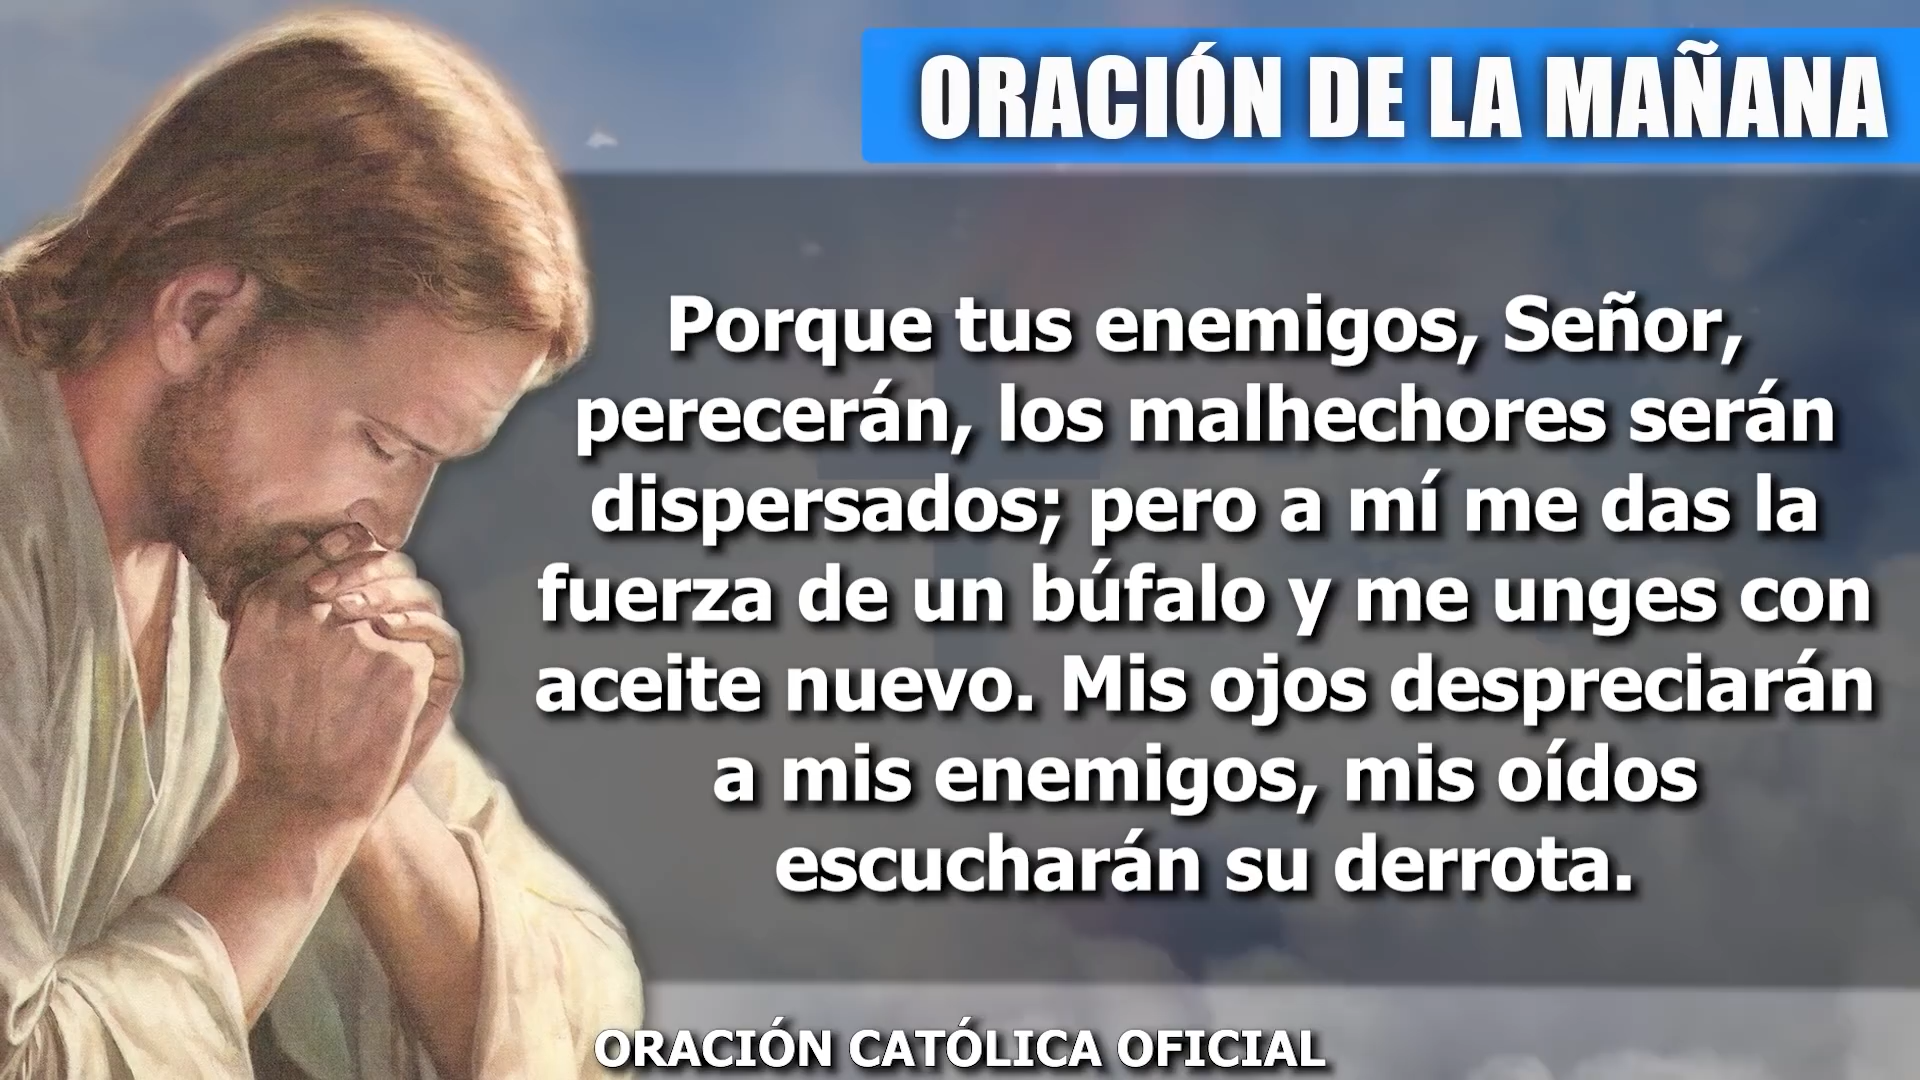 ORACIÓN DE LA MAÑANA
Porque tus enemigos, Señor,
perecerán, los malhechores serán
dispersados; pero a mí me das la
fuerza de un búfalo y me unges con
aceite nuevo. Mis ojos despreciarán
a mis enemigos, mis oídos
escucharán su derrota.
ORACIÓN CATÓLICA OFICIAL